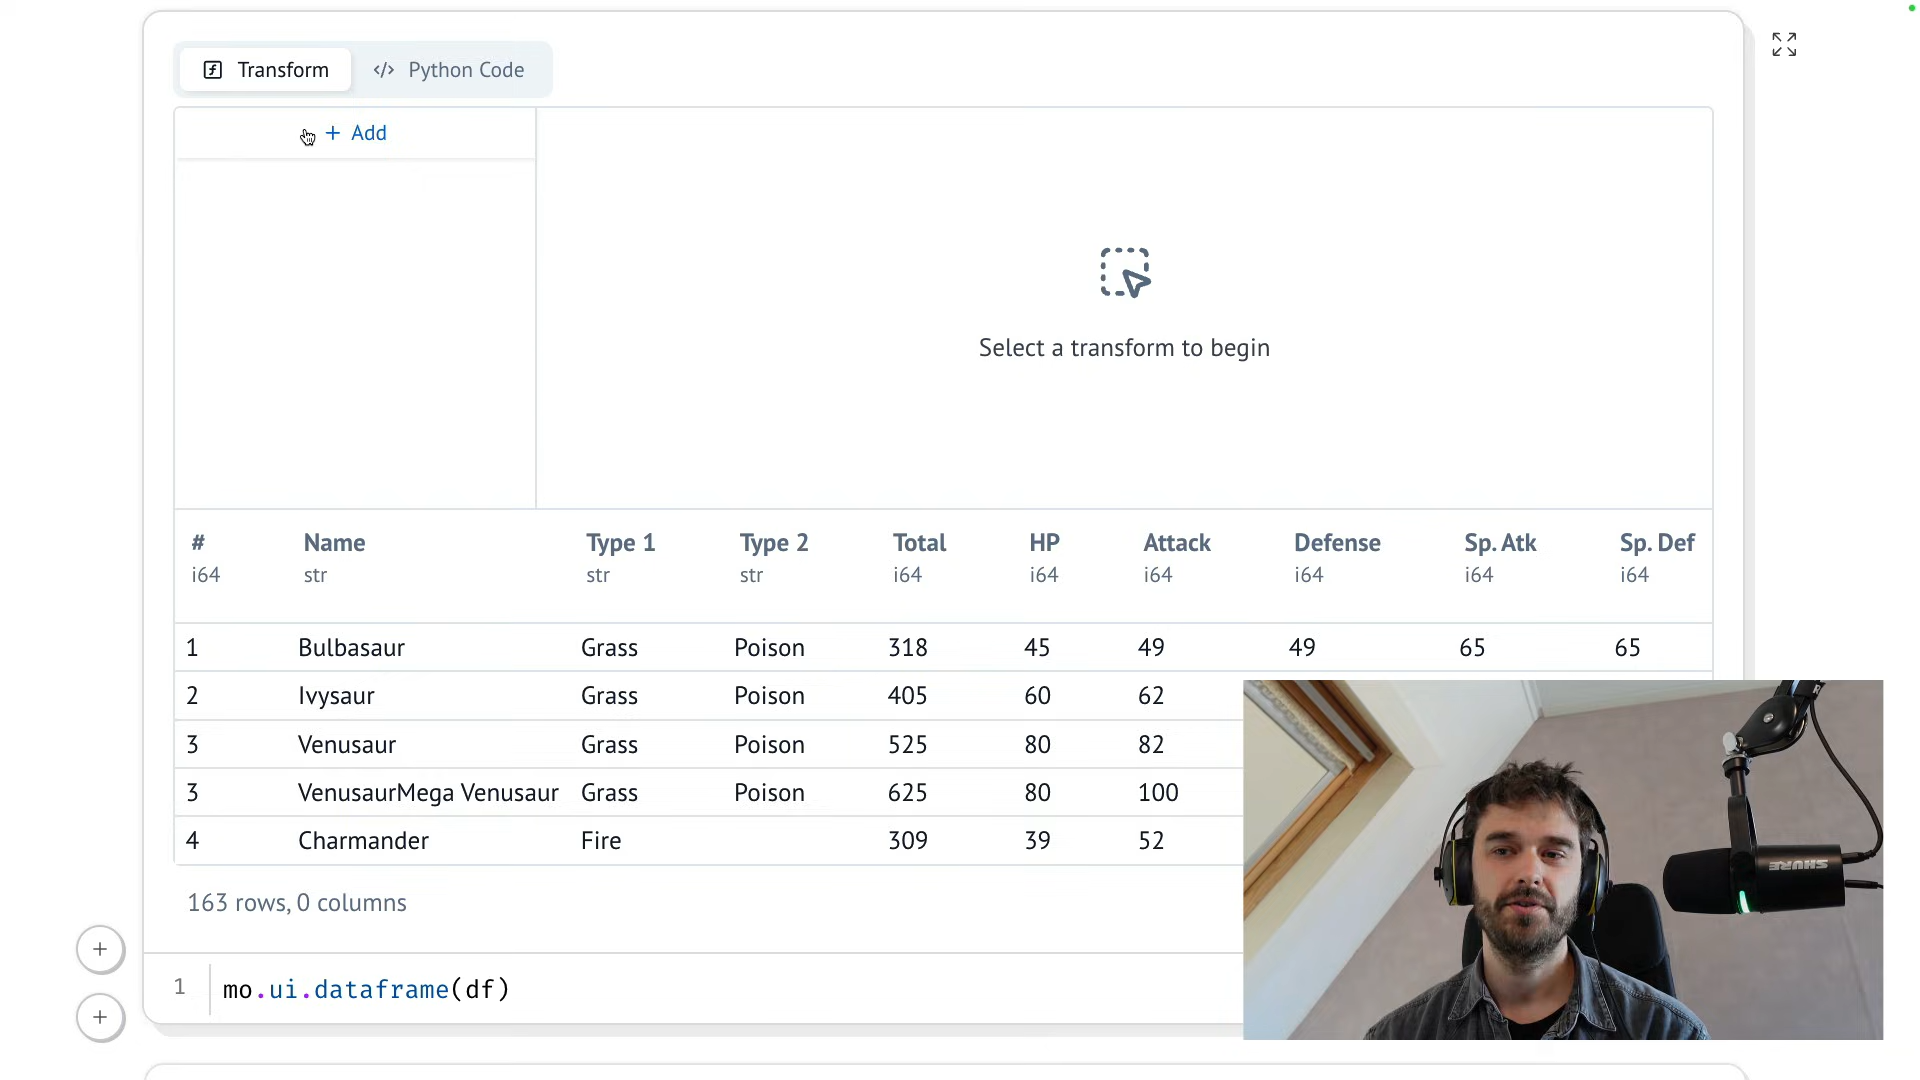 Transform </> Python Code
+ Add
Select a transform to begin
# Name Type 1 Type 2 Total HP Attack Defense Sp. Atk Sp. Def
i64 str str str i64 i64 i64 i64 i64 i64
1 Bulbasaur Grass Poison 318 45 49 49 65 65
2 Ivysaur Grass Poison 405 60 62
3 Venusaur Grass Poison 525 80 82
3 VenusaurMega Venusaur Grass Poison 625 80 100
4 Charmander Fire 309 39 52
163 rows, 0 columns
1 mo.ui.dataframe(df)
SHURE